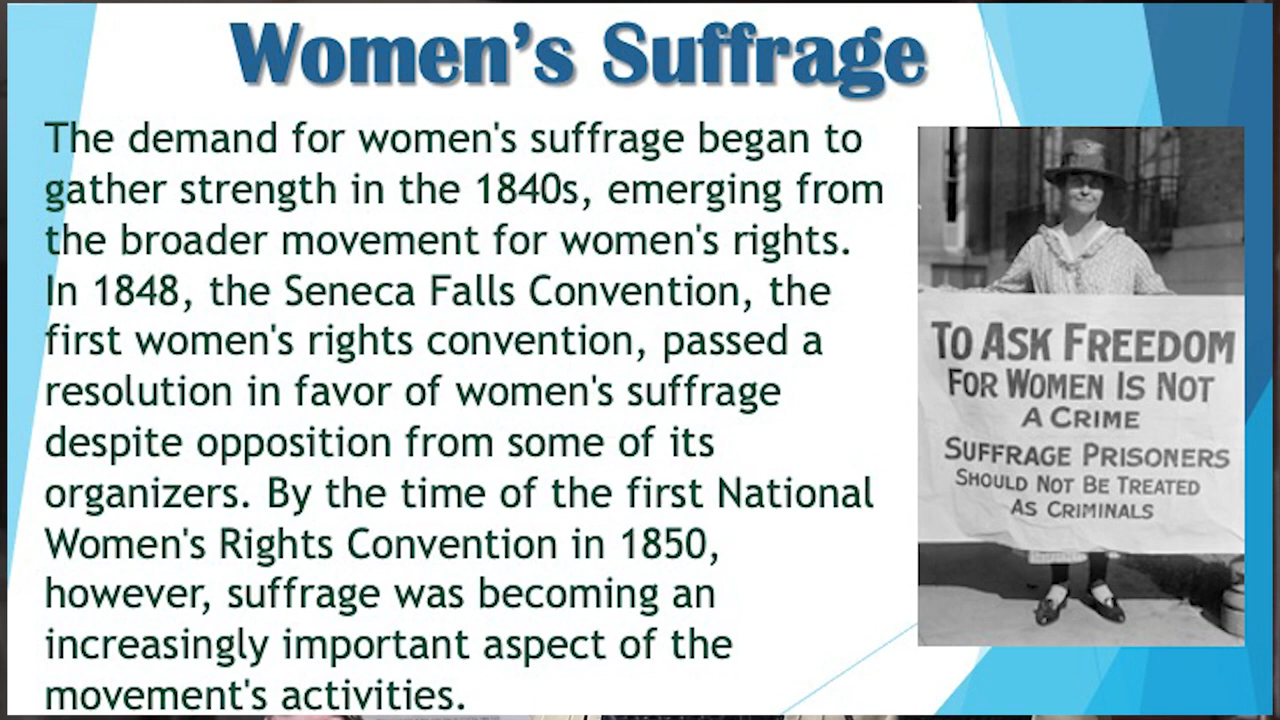 Women's Suffrage
The demand for women's suffrage began to
gather strength in the 1840s, emerging from
the broader movement for women's rights.
In 1848, the Seneca Falls Convention, the
first women's rights convention, passed a
resolution in favor of women's suffrage
despite opposition from some of its
organizers. By the time of the first National
Women's Rights Convention in 1850,
however, suffrage was becoming an
increasingly important aspect of the
movement's activities.
TO ASK FREEDOM
FOR WOMEN IS NOT
A CRIME
SUFFRAGE PRISONERS
SHOULD NOT BE TREATED
AS CRIMINALS